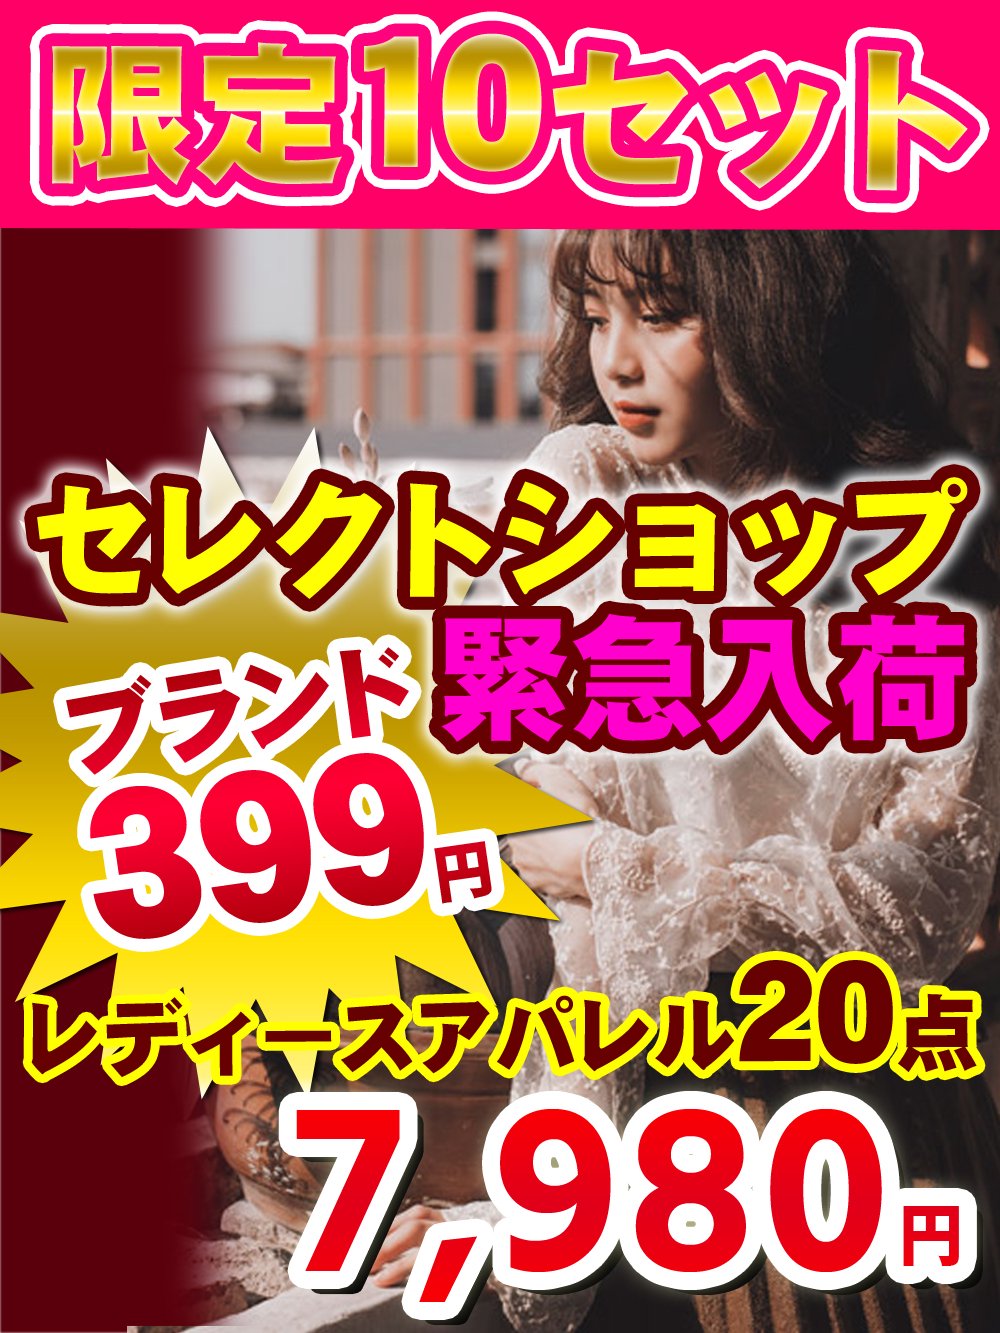 限定10セット
セレクトショップ
緊急入荷
ブランド
399円
レディースアパレル20点
7,980円